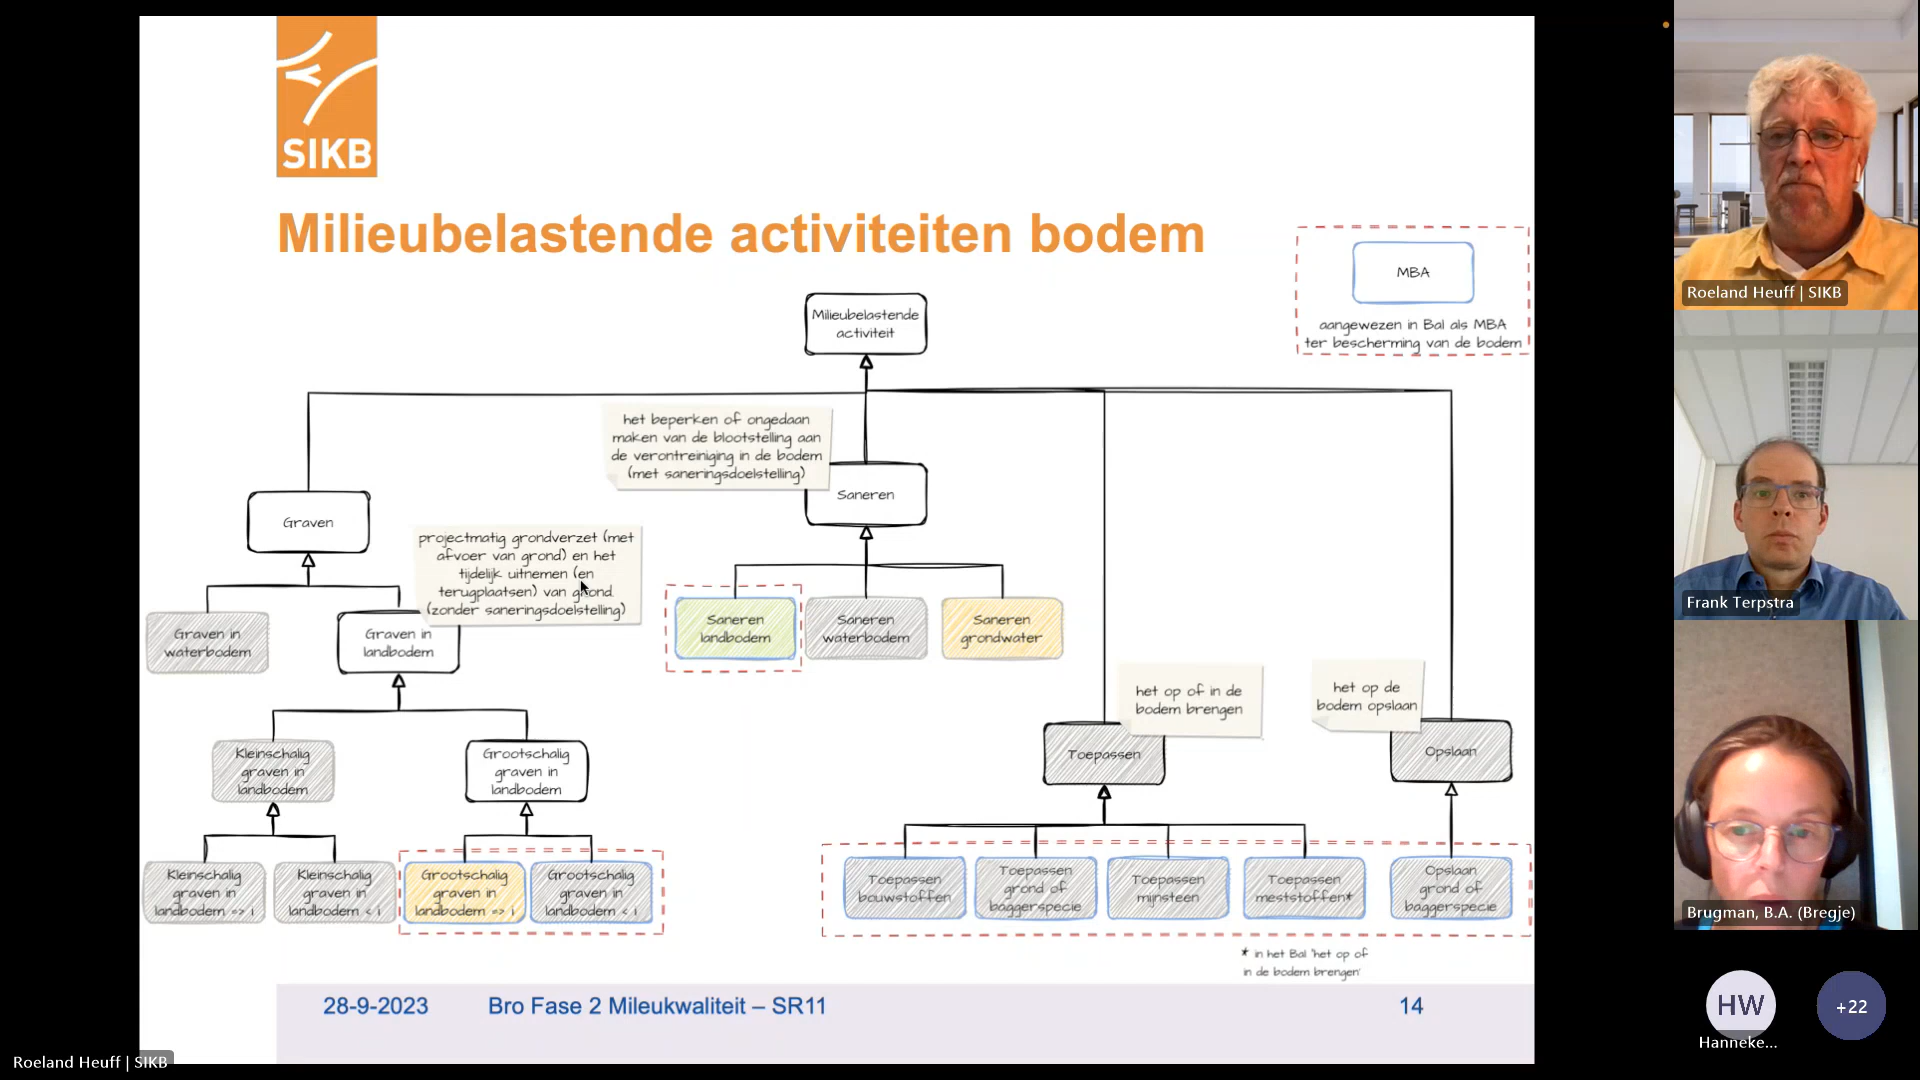 SIKB
Milieubelastende activiteiten bodem
MBA
aangewezen in Bal als MBA
ter bescherming van de bodem
Milieubelastende
activiteit
het beperken of ongedaan
maken van de blootstelling aan
de verontreiniging in de bodem
(met saneringsdoelstelling)
Saneren
Graven
projectmatig grondverzet (met
afvoer van grond) en het
tijdelijk uitnemen (en
terugplaatsen) van grond.
(zonder saneringsdoelstelling)
Graven in
waterbodem
Graven in
landbodem
Saneren
landbodem
Saneren
waterbodem
Saneren
grondwater
het op of in de
bodem brengen
het op de
bodem opslaan
Kleinschalig
graven in
landbodem
Grootschalig
graven in
landbodem
Toepassen
Opslaan
Kleinschalig
graven in
landbodem => i
Kleinschalig
graven in
landbodem < i
Grootschalig
graven in
landbodem => i
Grootschalig
graven in
landbodem < i
Toepassen
bouwstoffen
Toepassen
grond of
baggerspecie
Toepassen
mijnsteen
Toepassen
meststoffen*
Opslaan
grond of
baggerspecie
* in het Bal 'het op of
in de bodem brengen'
28-9-2023
Bro Fase 2 Mileukwaliteit – SR11
14
Roeland Heuff | SIKB
Roeland Heuff | SIKB
Frank Terpstra
Brugman, B.A. (Bregje)
HW
Hanneke...
+22